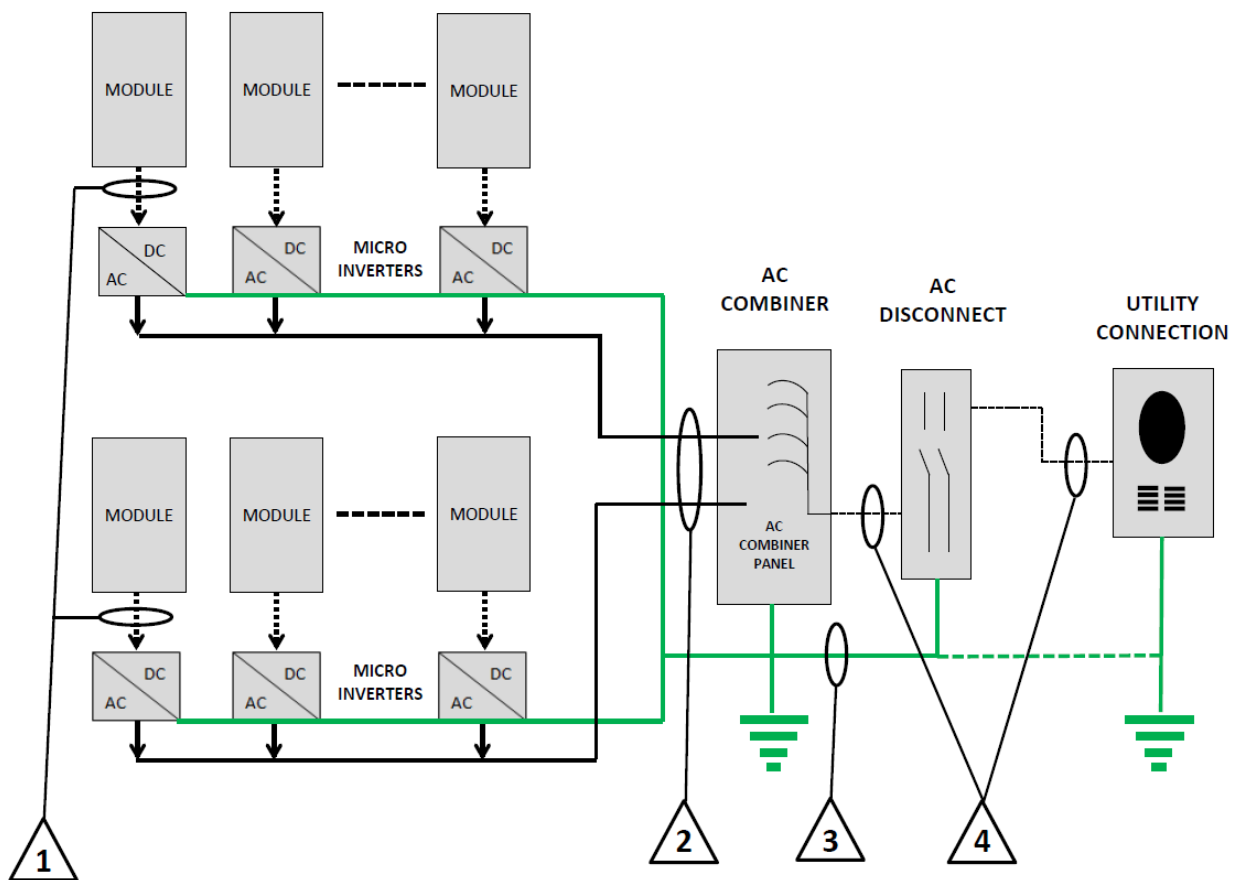 MODULE
MODULE
MODULE
DC
AC
DC
AC
DC
AC
MICRO
INVERTERS
AC
COMBINER
AC
DISCONNECT
UTILITY
CONNECTION
MODULE
MODULE
MODULE
AC
COMBINER
PANEL
DC
AC
DC
AC
DC
AC
MICRO
INVERTERS
1
2
3
4